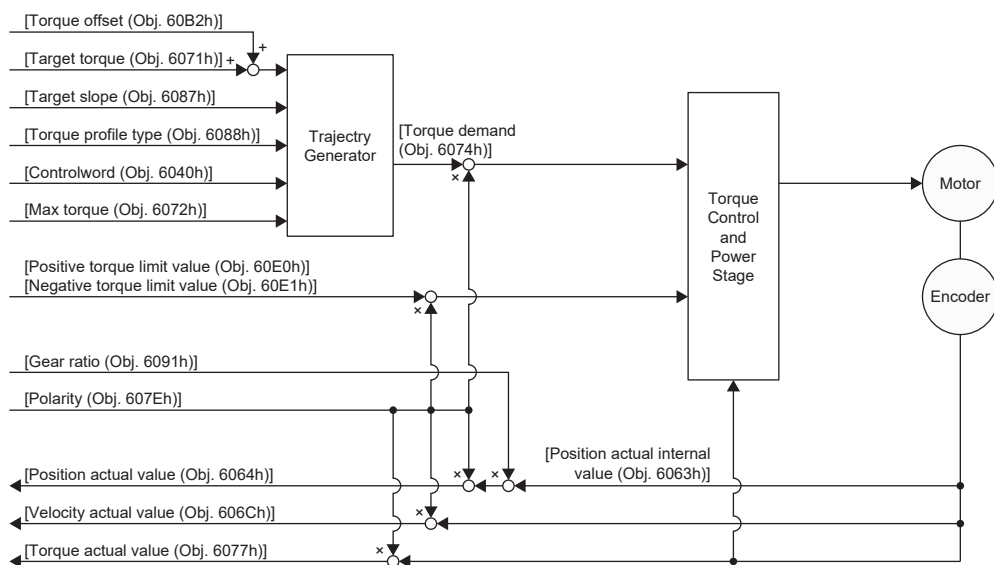 [Torque offset (Obj. 60B2h)]
+
[Target torque (Obj. 6071h)]
+
[Target slope (Obj. 6087h)]
[Torque profile type (Obj. 6088h)]
[Controlword (Obj. 6040h)]
[Max torque (Obj. 6072h)]
Trajectry
Generator
[Torque demand
(Obj. 6074h)]
×
Torque
Control
and
Power
Stage
Motor
Encoder
[Positive torque limit value (Obj. 60E0h)]
[Negative torque limit value (Obj. 60E1h)]
×
[Gear ratio (Obj. 6091h)]
[Polarity (Obj. 607Eh)]
[Position actual internal
value (Obj. 6063h)]
[Position actual value (Obj. 6064h)]
×
×
[Velocity actual value (Obj. 606Ch)]
×
[Torque actual value (Obj. 6077h)]
×